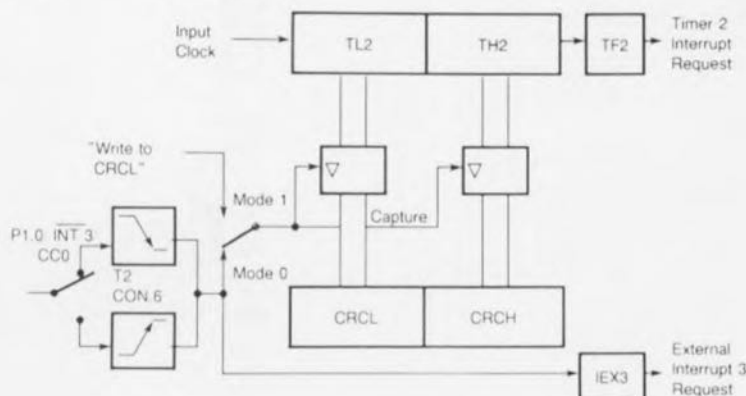 Input
Clock
TL2
TH2
TF2
Timer 2
Interrupt
Request
"Write to
CRCL"
Mode 1
Capture
P1.0 INT 3
CC0
T2
CON.6
Mode 0
CRCL
CRCH
IEX3
External
Interrupt 3
Request